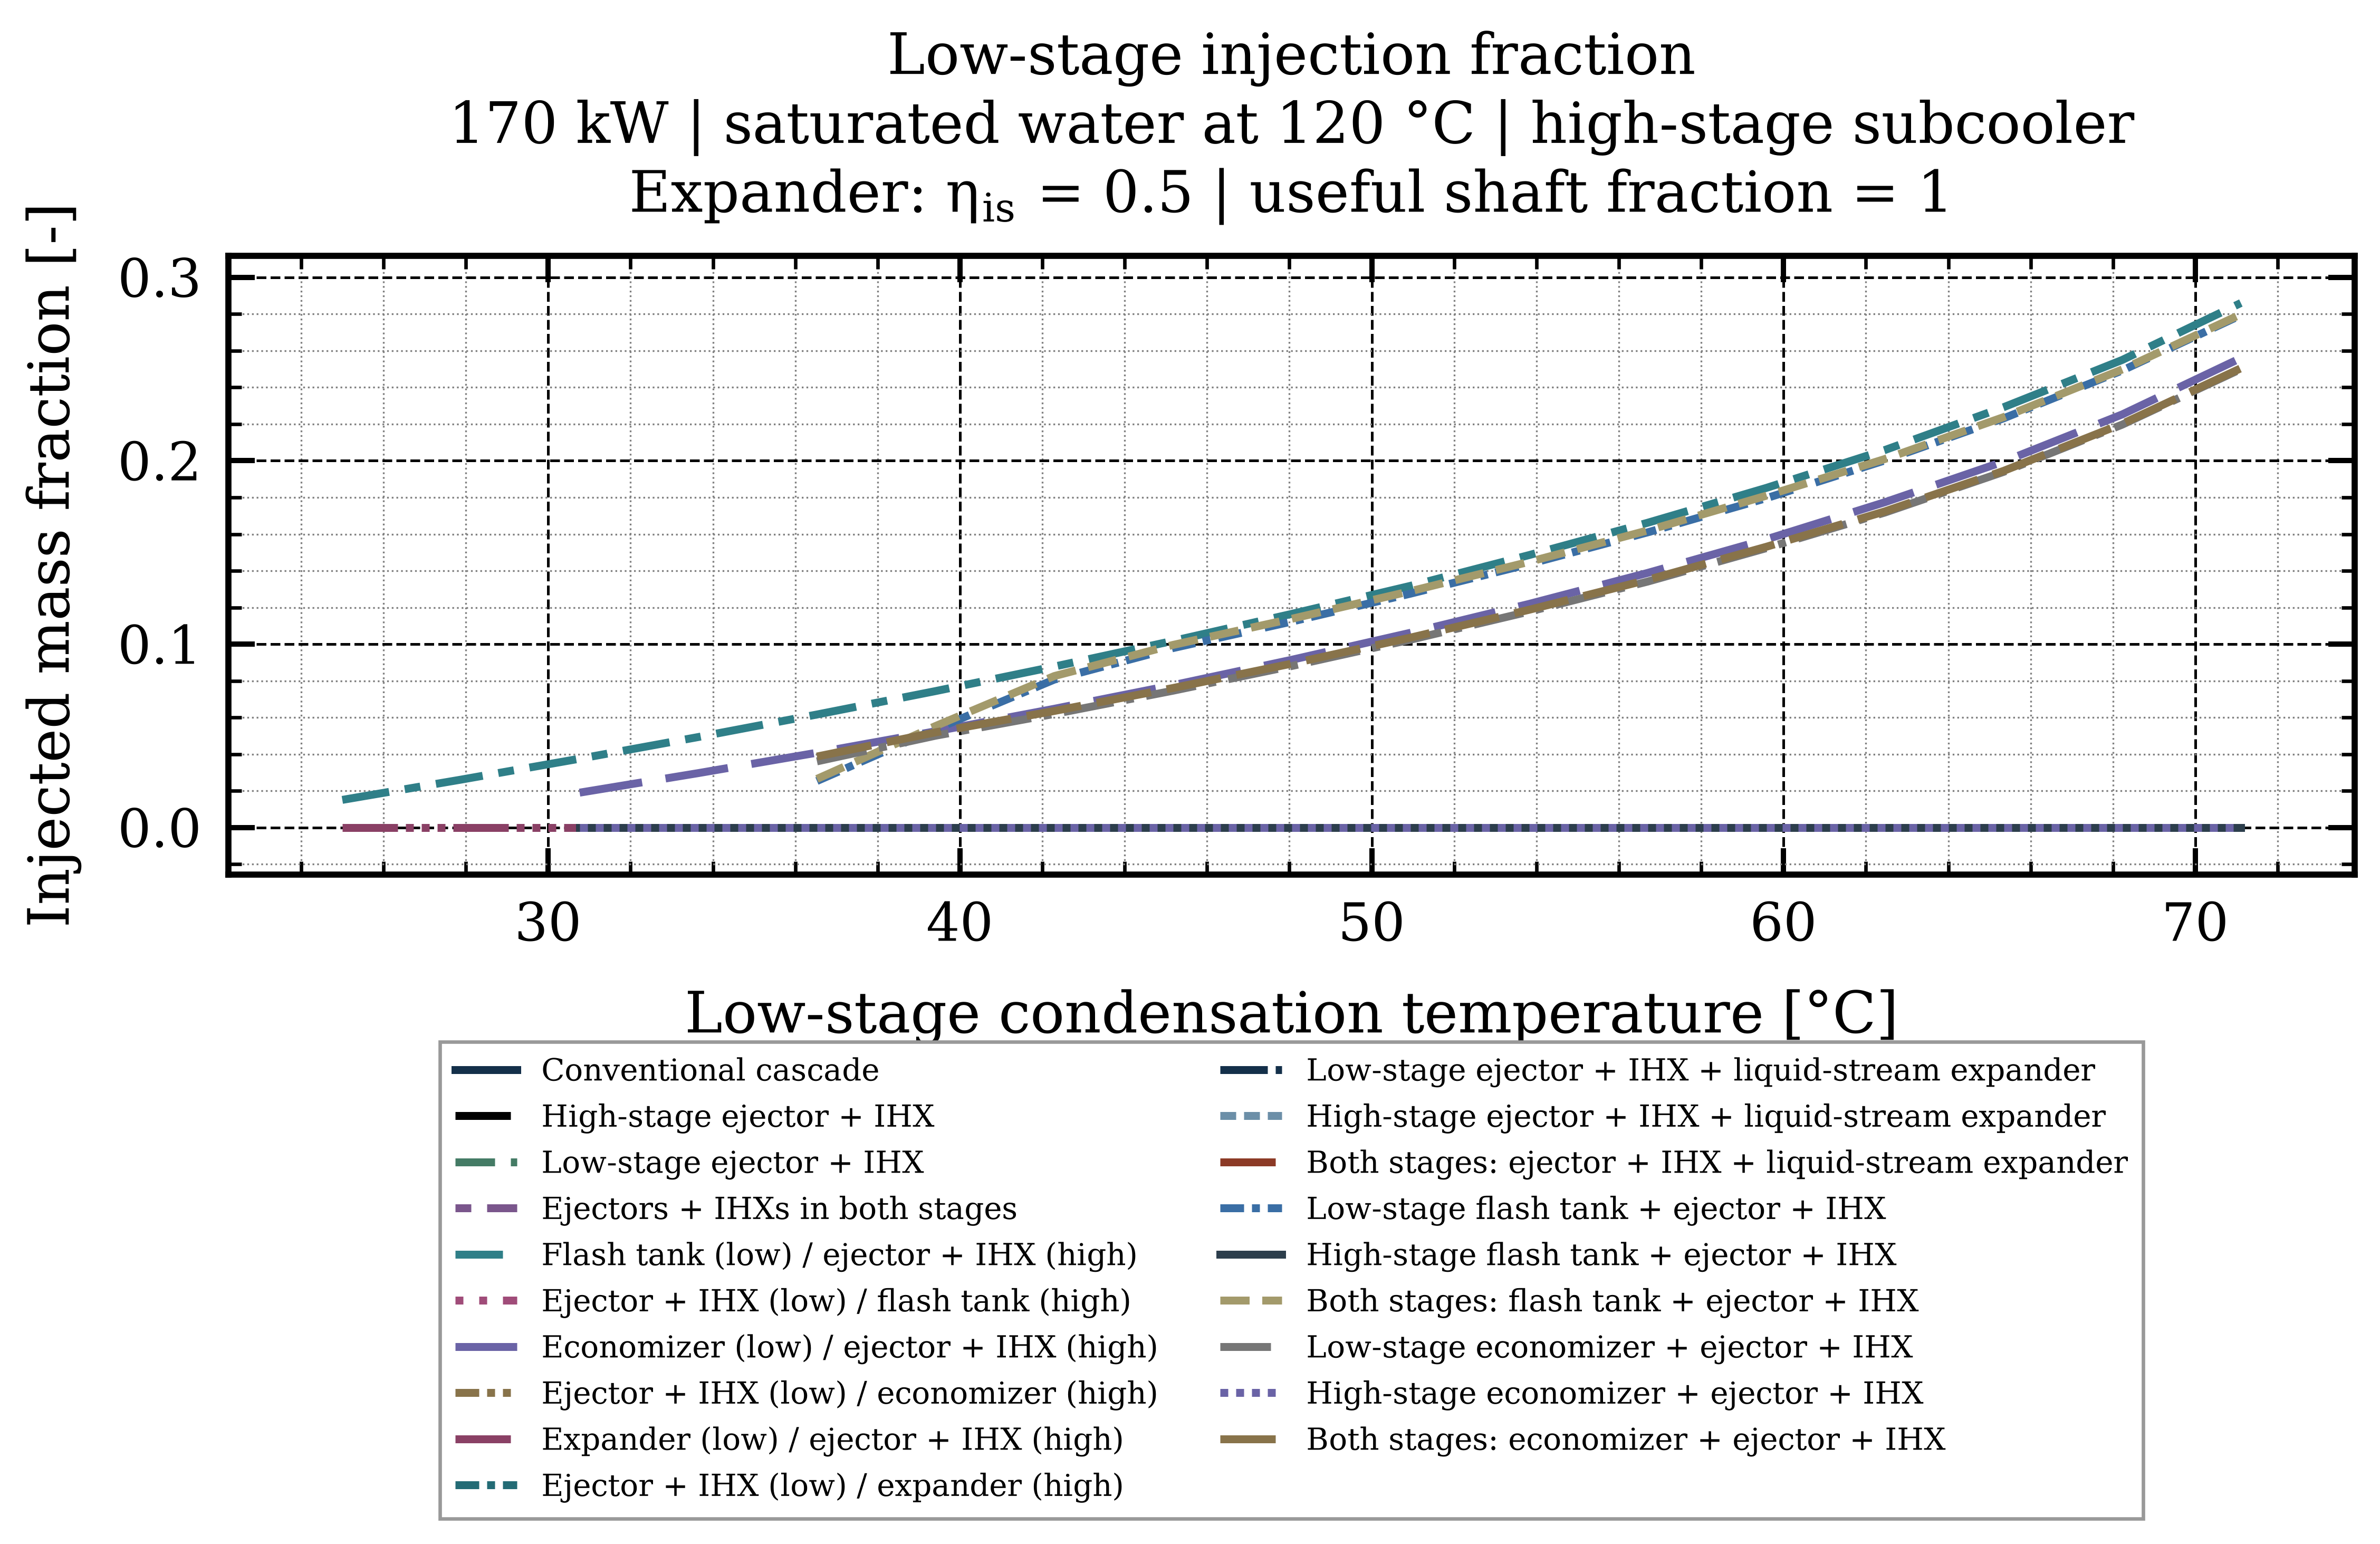 Low-stage injection fraction
170 kW | saturated water at 120 °C | high-stage subcooler
Expander: ηis = 0.5 | useful shaft fraction = 1
Injected mass fraction [-]
0.3
0.2
0.1
0.0
30 40 50 60 70
Low-stage condensation temperature [°C]
Conventional cascade
High-stage ejector + IHX
Low-stage ejector + IHX
Ejectors + IHXs in both stages
Flash tank (low) / ejector + IHX (high)
Ejector + IHX (low) / flash tank (high)
Economizer (low) / ejector + IHX (high)
Ejector + IHX (low) / economizer (high)
Expander (low) / ejector + IHX (high)
Ejector + IHX (low) / expander (high)
Low-stage ejector + IHX + liquid-stream expander
High-stage ejector + IHX + liquid-stream expander
Both stages: ejector + IHX + liquid-stream expander
Low-stage flash tank + ejector + IHX
High-stage flash tank + ejector + IHX
Both stages: flash tank + ejector + IHX
Low-stage economizer + ejector + IHX
High-stage economizer + ejector + IHX
Both stages: economizer + ejector + IHX